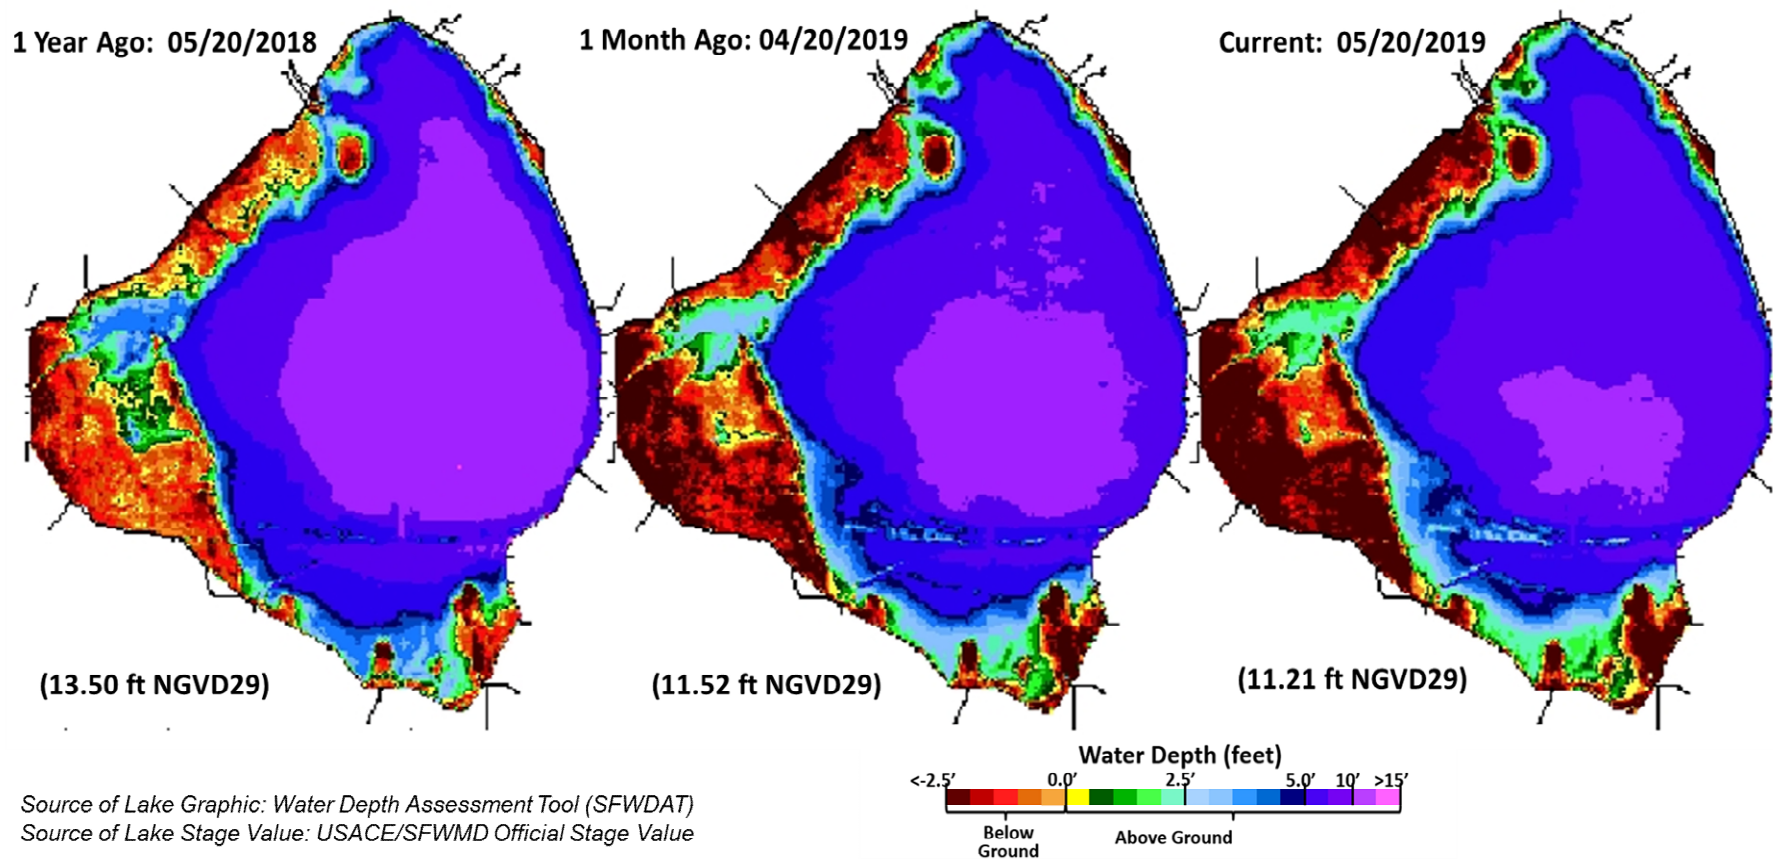 1 Year Ago: 05/20/2018
1 Month Ago: 04/20/2019
Current: 05/20/2019
(13.50 ft NGVD29)
(11.52 ft NGVD29)
(11.21 ft NGVD29)
Water Depth (feet)
<-2.5' 0.0' 2.5' 5.0' 10' >15'
Below
Ground
Above Ground
Source of Lake Graphic: Water Depth Assessment Tool (SFWDAT)
Source of Lake Stage Value: USACE/SFWMD Official Stage Value